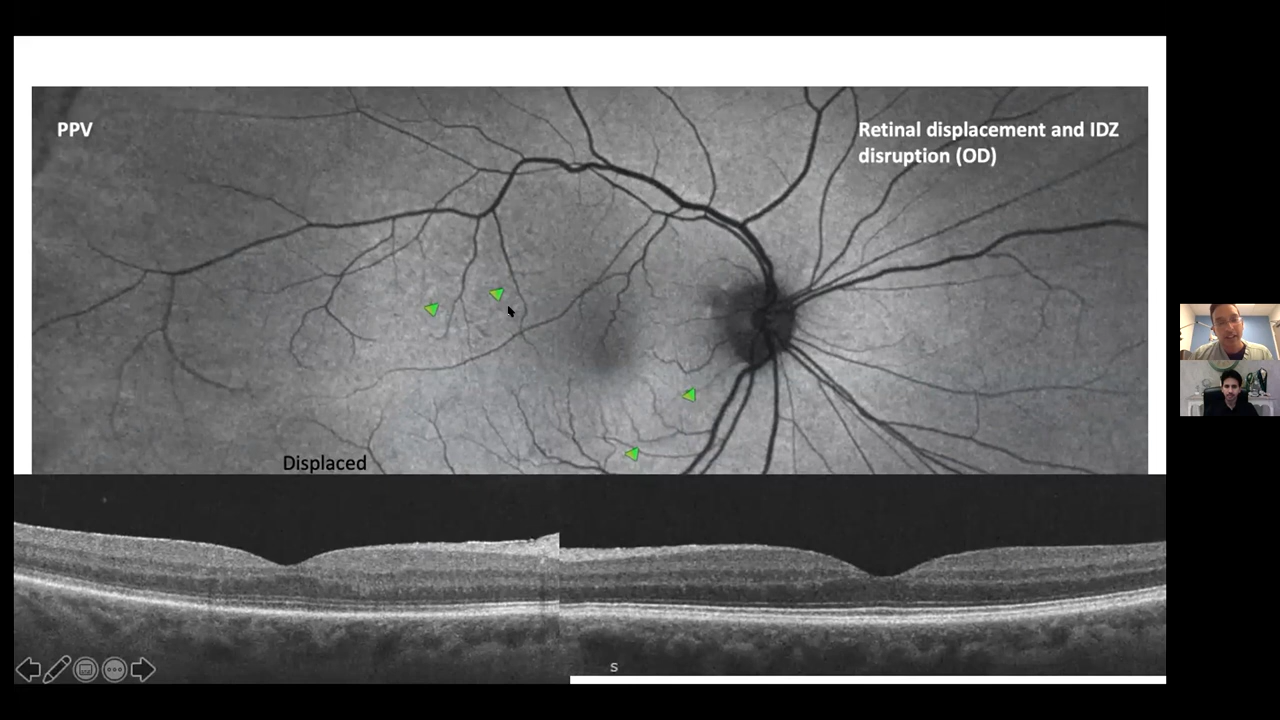 PPV
Retinal displacement and IDZ
disruption (OD)
Displaced
s